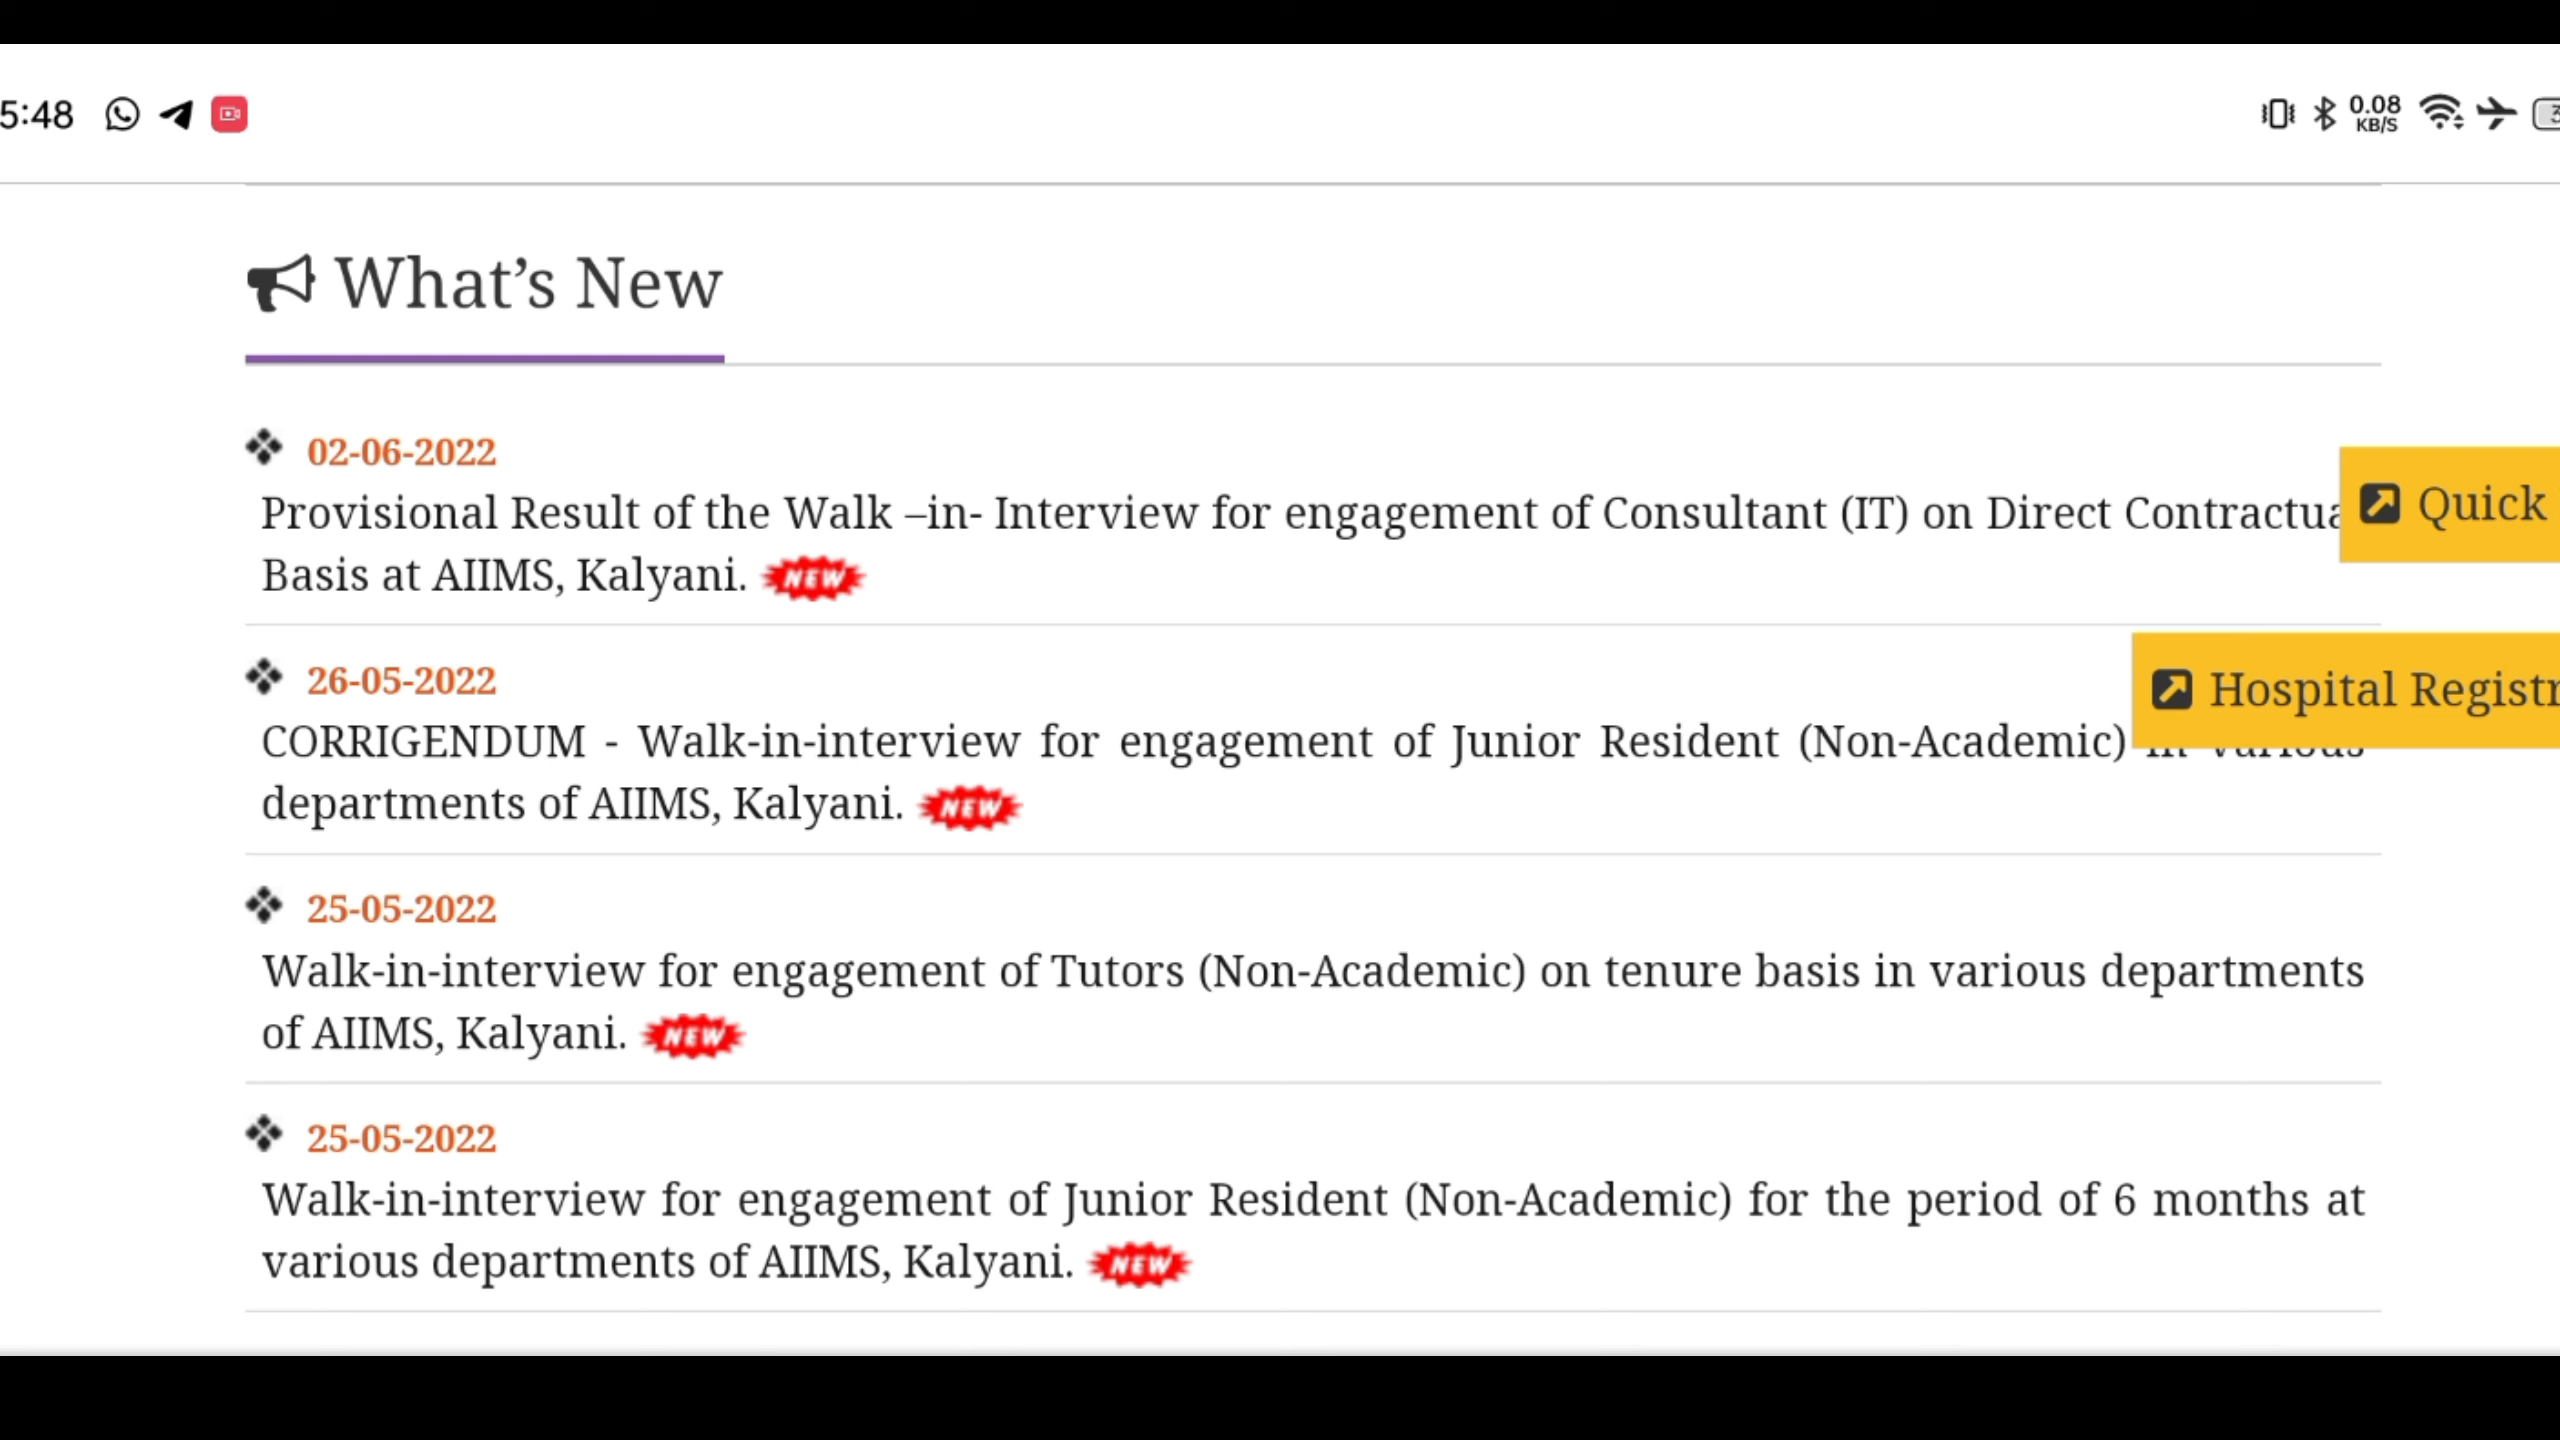 5:48
0.08
KB/S
What’s New
02-06-2022
Provisional Result of the Walk –in- Interview for engagement of Consultant (IT) on Direct
Quick
Basis at AIIMS, Kalyani. NEW
26-05-2022
Hospital
CORRIGENDUM - Walk-in-interview for engagement of Junior Resident (Non-Academic) in various
departments of AIIMS, Kalyani. NEW
25-05-2022
Walk-in-interview for engagement of Tutors (Non-Academic) on tenure basis in various departments
of AIIMS, Kalyani. NEW
25-05-2022
Walk-in-interview for engagement of Junior Resident (Non-Academic) for the period of 6 months at
various departments of AIIMS, Kalyani. NEW